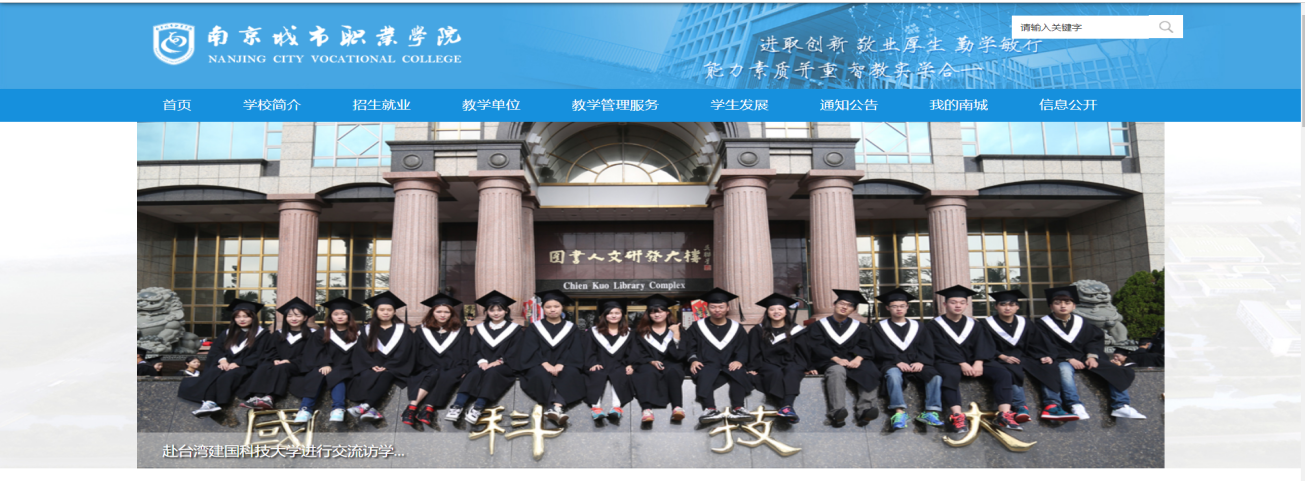 南京城市职业学院
NANJING CITY VOCATIONAL COLLEGE
进取创新 敬业厚生 勤学敏行
能力素质并重 智教实学合一
请输入关键字
首页 学校简介 招生就业 教学单位 教学管理服务 学生发展 通知公告 我的南城 信息公开
圖書人文研發大樓
Chien Kuo Library Complex
國科技大
赴台湾建国科技大学进行交流访学...